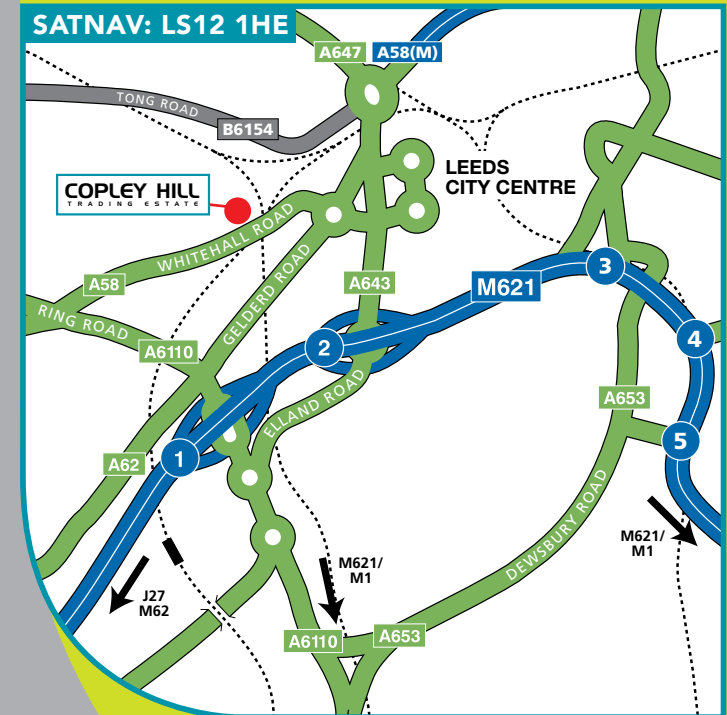 SATNAV: LS12 1HE
A647
A58(M)
TONG ROAD
B6154
LEEDS
CITY CENTRE
COPLEY HILL
TRADING ESTATE
WHITEHALL ROAD
A58
GELDERD ROAD
A643
M621
3
RING ROAD
A6110
2
4
ELLAND ROAD
A653
5
A62
1
DEWSBURY ROAD
M621/
M1
M621/
M1
J27
M62
A6110
A653